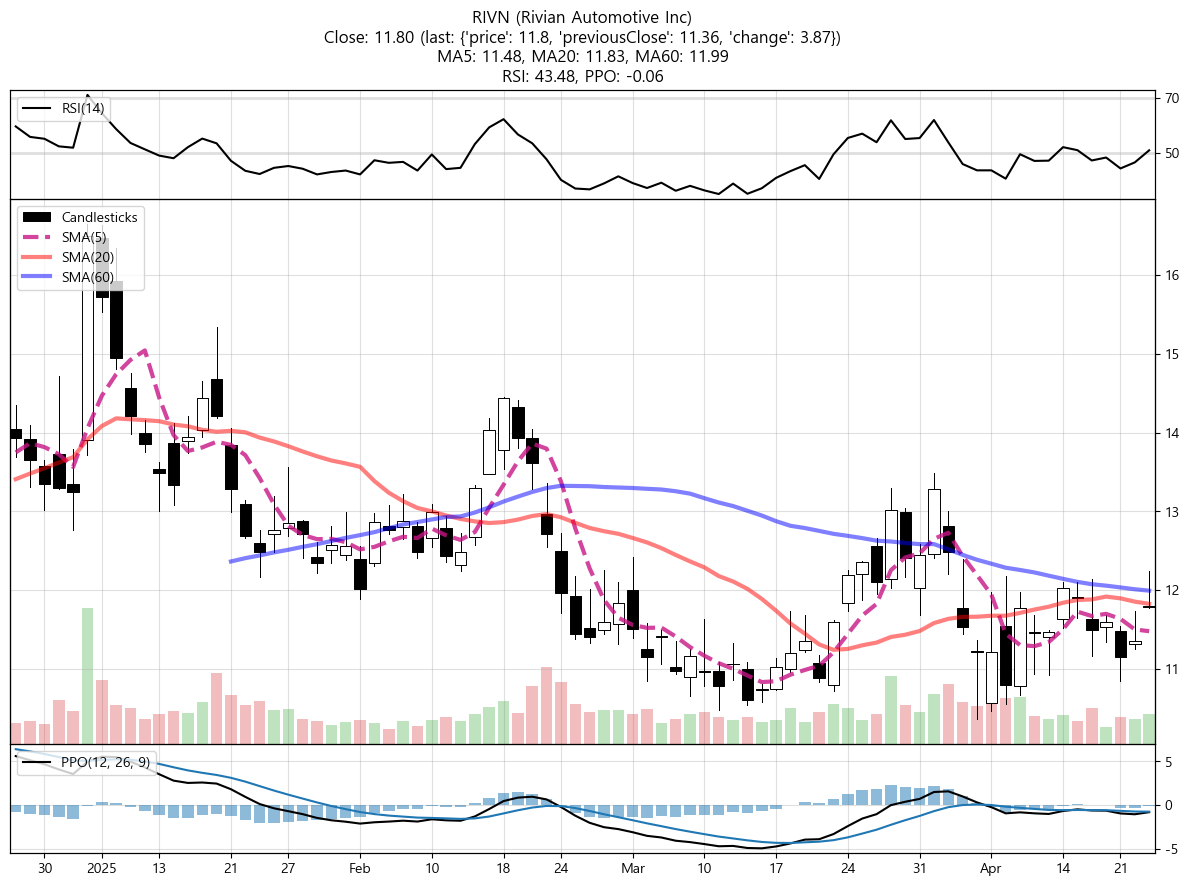 RIVN (Rivian Automotive Inc)
Close: 11.80 (last: {'price': 11.8, 'previousClose': 11.36, 'change': 3.87})
MA5: 11.48, MA20: 11.83, MA60: 11.99
RSI: 43.48, PPO: -0.06
RSI(14)
70
50
Candlesticks
SMA(5)
SMA(20)
SMA(60)
16
15
14
13
12
11
PPO(12, 26, 9)
5
0
-5
30 2025 13 21 27 Feb 10 18 24 Mar 10 17 24 31 Apr 14 21